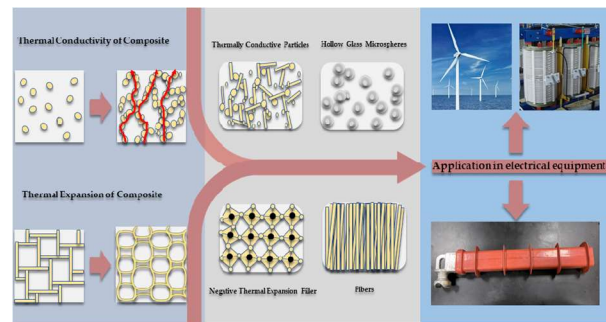 Thermal Conductivity of Composite
Thermally Conductive Particles
Hollow Glass Microspheres
Application in electrical equipment
Thermal Expansion of Composite
Negstive Thermal Expansion Filler
Fibers